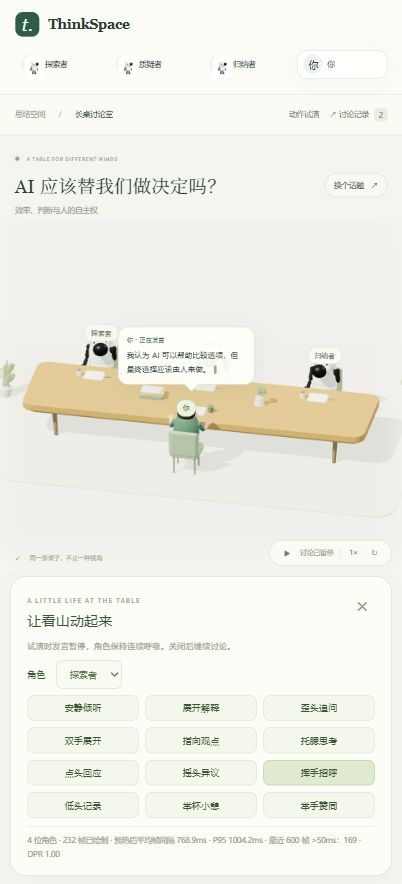 t. ThinkSpace
探索者 质疑者 归纳者 你 你
思绪空间 / 长桌讨论室 动作试演 ↗ 讨论记录 2
A TABLE FOR DIFFERENT MINDS
AI 应该替我们做决定吗？
换个话题 ↗
效率、判断与人的自主权
探索者
你 · 正在发言
我认为 AI 可以帮助比较选项，但
最终选择应该由人来做。
归纳者
你
✓ 同一张桌子，不止一种视角
▶ 讨论已暂停 1× ↻
A LITTLE LIFE AT THE TABLE
让看山动起来
试演时发言暂停，角色保持连续呼吸。关闭后继续讨论。
角色 探索者
安静倾听 展开解释 歪头追问
双手展开 指向观点 托腮思考
点头回应 摇头异议 挥手招呼
低头记录 举杯小憩 举手赞同
4 位角色 · 232 帧已绘制 · 预热后平均帧间隔 768.9ms · P95 1004.2ms · 最近 600 帧 >50ms：169 ·
DPR 1.00